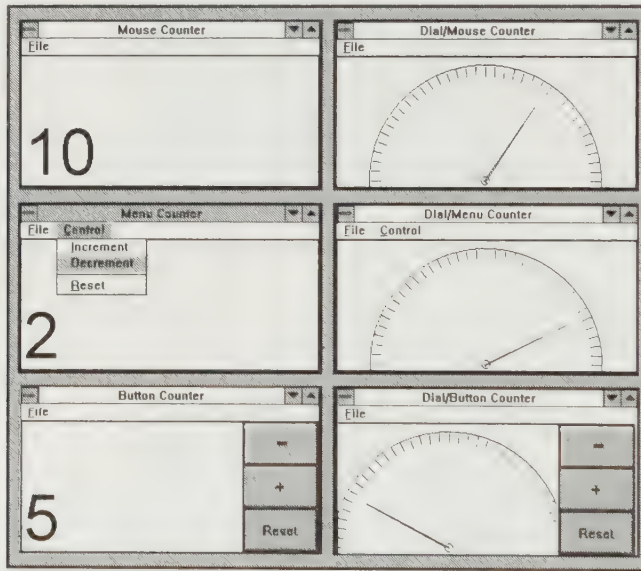 Mouse Counter
File
10
Dial/Mouse Counter
File
Menu Counter
File Control
Increment
Decrement
Reset
2
Dial/Menu Counter
File Control
Button Counter
File
-
+
Reset
5
Dial/Button Counter
File
-
+
Reset